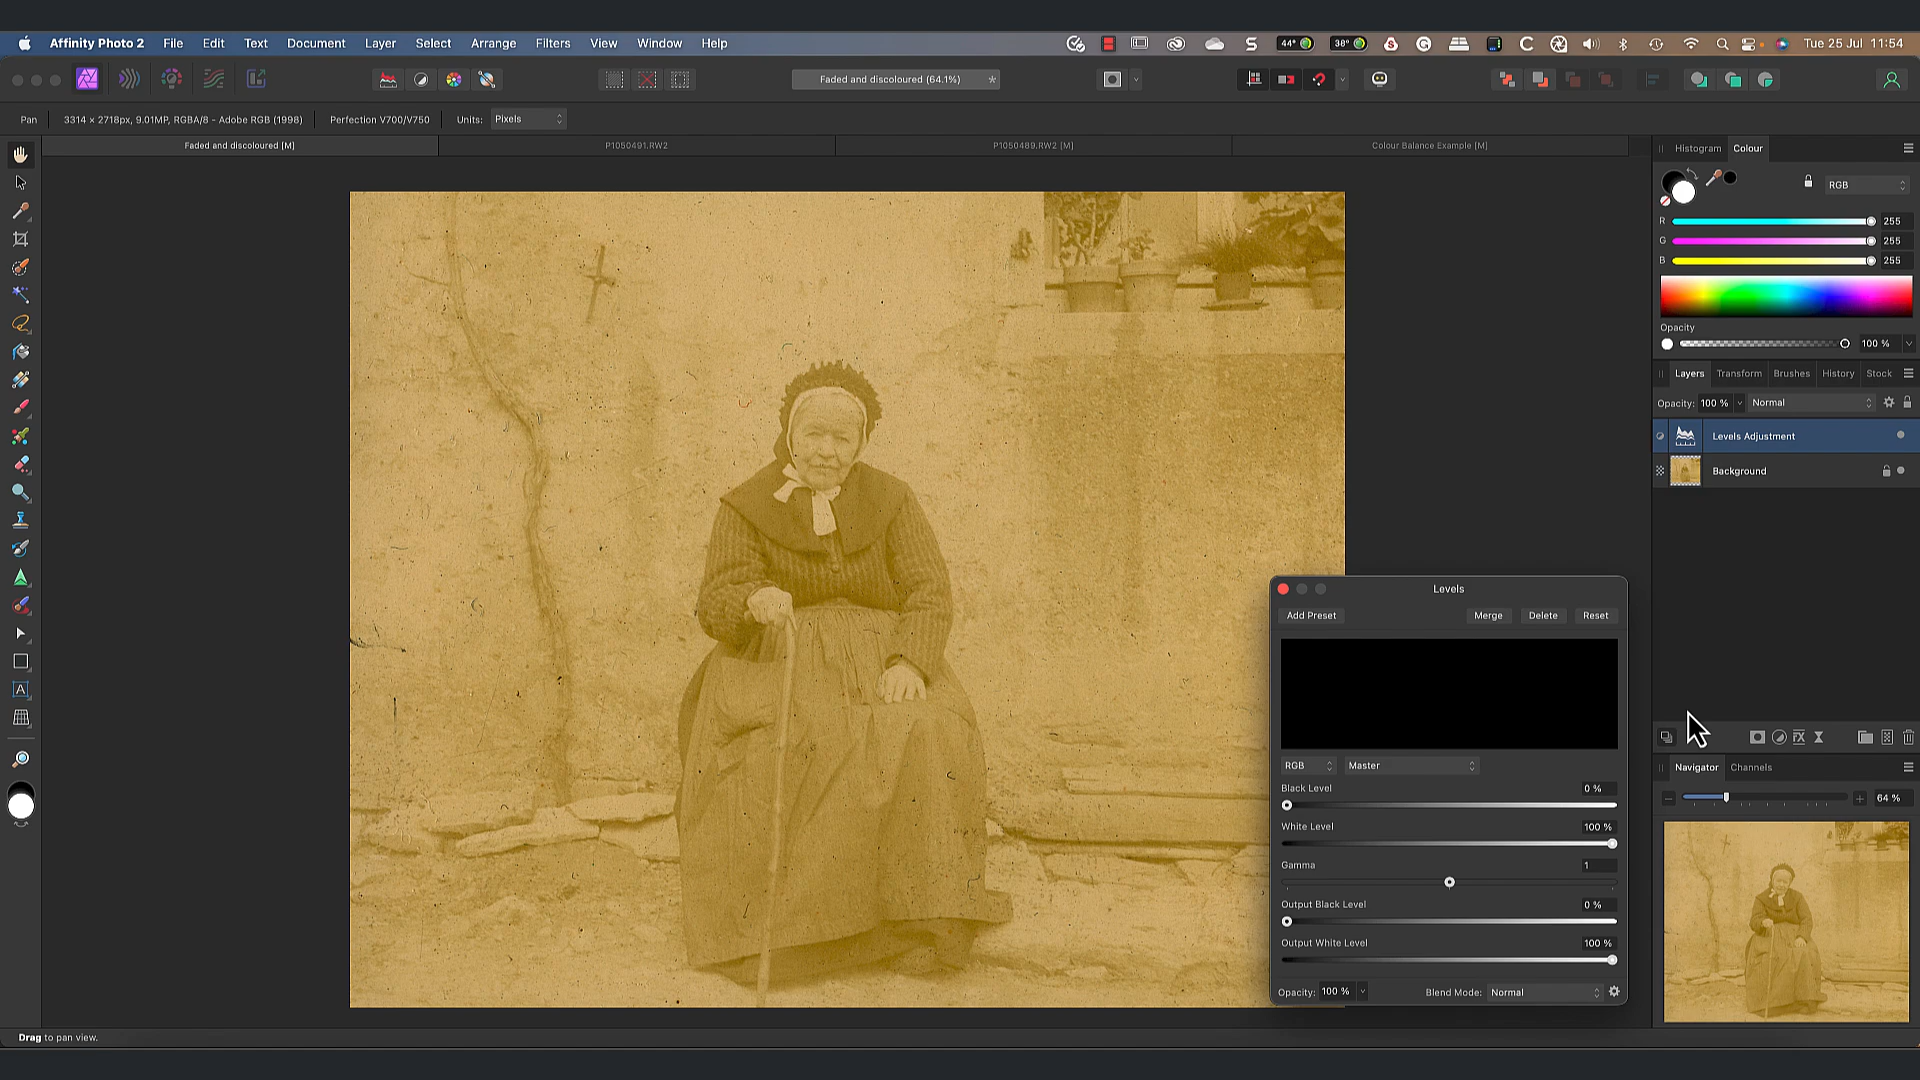 Affinity Photo 2 File Edit Text Document Layer Select Arrange Filters View Window Help 44° 38° Tue 25 Jul 11:54
Faded and discoloured (64.1%) *
Pan 3314 × 2718px, 9.01MP, RGBA/8 - Adobe RGB (1998) Perfection V700/V750 Units: Pixels
Faded and discoloured [M] P1050491.RW2 P1050489.RW2 [M] Colour Balance Example [M]
Histogram Colour
RGB
R 255
G 255
B 255
Opacity
100 %
Layers Transform Brushes History Stock
Opacity: 100 % Normal
Levels Adjustment
Background
Levels
Add Preset Merge Delete Reset
RGB Master
Black Level 0 %
White Level 100 %
Gamma 1
Output Black Level 0 %
Output White Level 100 %
Opacity: 100 % Blend Mode: Normal
Navigator Channels
64 %
Drag to pan view.